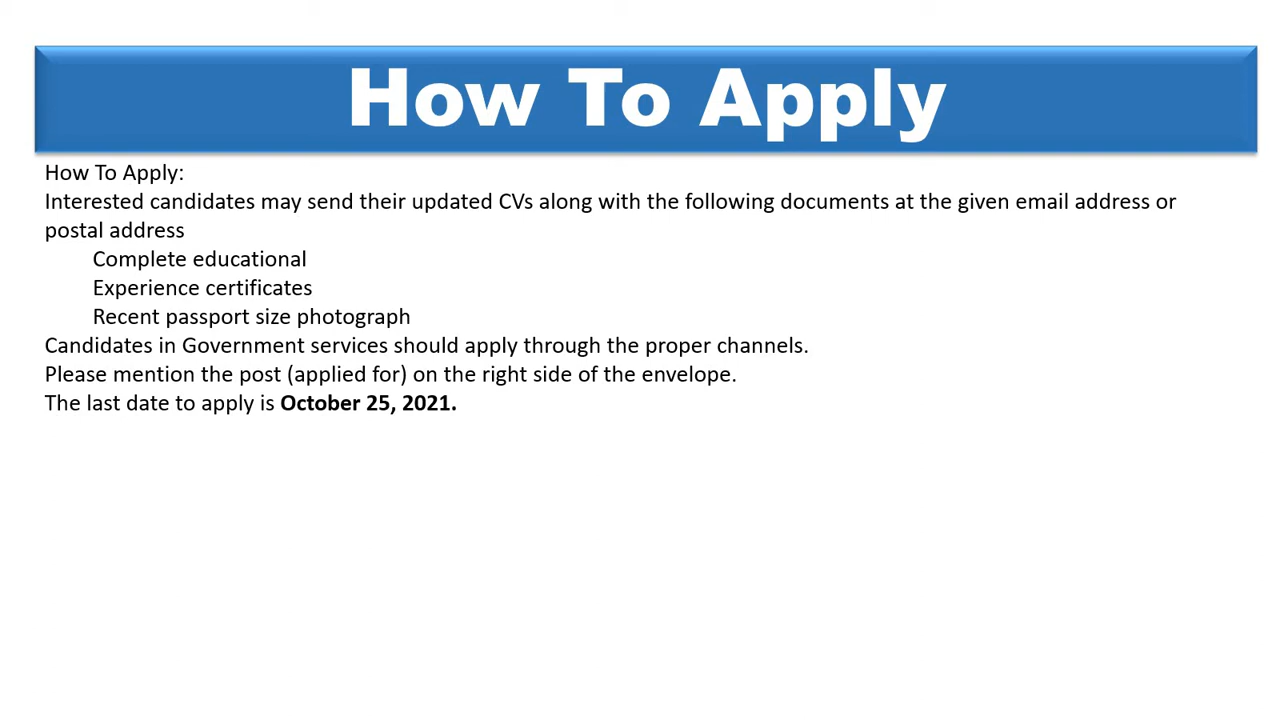 How To Apply
How To Apply:
Interested candidates may send their updated CVs along with the following documents at the given email address or
postal address
Complete educational
Experience certificates
Recent passport size photograph
Candidates in Government services should apply through the proper channels.
Please mention the post (applied for) on the right side of the envelope.
The last date to apply is October 25, 2021.